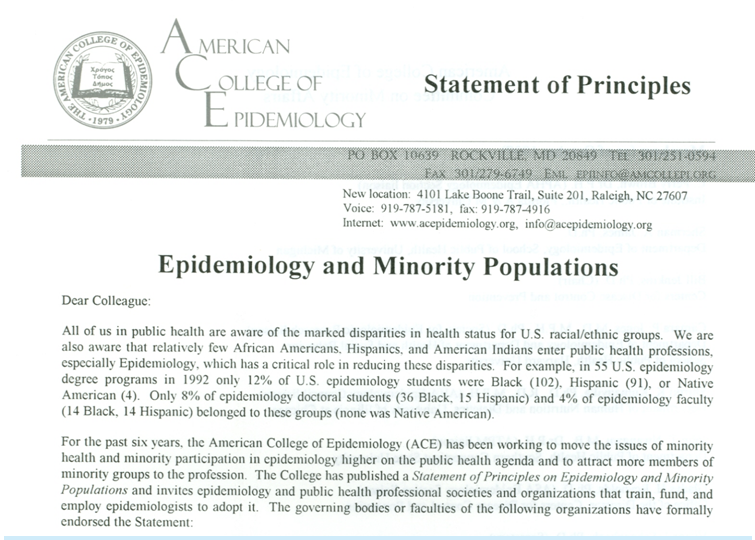 THE AMERICAN COLLEGE OF EPIDEMIOLOGY
Χρόνος
Τόπος
Δῆμος
· 1979 ·
AMERICAN
COLLEGE OF
EPIDEMIOLOGY
Statement of Principles
PO BOX 10639 ROCKVILLE, MD 20849 TEL 301/251-0594
FAX 301/279-6749 EML EPIINFO@AMCOLLEPI.ORG
New location: 4101 Lake Boone Trail, Suite 201, Raleigh, NC 27607
Voice: 919-787-5181, fax: 919-787-4916
Internet: www.acepidemiology.org, info@acepidemiology.org
Epidemiology and Minority Populations
Dear Colleague:
All of us in public health are aware of the marked disparities in health status for U.S. racial/ethnic groups. We are
also aware that relatively few African Americans, Hispanics, and American Indians enter public health professions,
especially Epidemiology, which has a critical role in reducing these disparities. For example, in 55 U.S. epidemiology
degree programs in 1992 only 12% of U.S. epidemiology students were Black (102), Hispanic (91), or Native
American (4). Only 8% of epidemiology doctoral students (36 Black, 15 Hispanic) and 4% of epidemiology faculty
(14 Black, 14 Hispanic) belonged to these groups (none was Native American).
For the past six years, the American College of Epidemiology (ACE) has been working to move the issues of minority
health and minority participation in epidemiology higher on the public health agenda and to attract more members of
minority groups to the profession. The College has published a Statement of Principles on Epidemiology and Minority
Populations and invites epidemiology and public health professional societies and organizations that train, fund, and
employ epidemiologists to adopt it. The governing bodies or faculties of the following organizations have formally
endorsed the Statement: